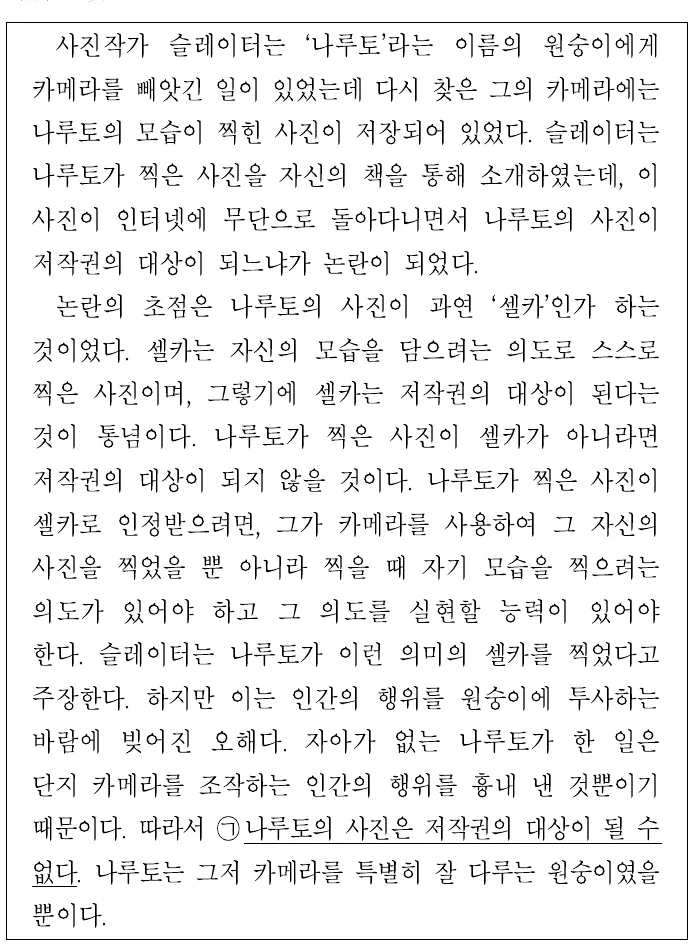 사진작가 슬레이터는 ‘나루토’라는 이름의 원숭이에게
카메라를 빼앗긴 일이 있었는데 다시 찾은 그의 카메라에는
나루토의 모습이 찍힌 사진이 저장되어 있었다. 슬레이터는
나루토가 찍은 사진을 자신의 책을 통해 소개하였는데, 이
사진이 인터넷에 무단으로 돌아다니면서 나루토의 사진이
저작권의 대상이 되느냐가 논란이 되었다.
논란의 초점은 나루토의 사진이 과연 ‘셀카’인가 하는
것이었다. 셀카는 자신의 모습을 담으려는 의도로 스스로
찍은 사진이며, 그렇기에 셀카는 저작권의 대상이 된다는
것이 통념이다. 나루토가 찍은 사진이 셀카가 아니라면
저작권의 대상이 되지 않을 것이다. 나루토가 찍은 사진이
셀카로 인정받으려면, 그가 카메라를 사용하여 그 자신의
사진을 찍었을 뿐 아니라 찍을 때 자기 모습을 찍으려는
의도가 있어야 하고 그 의도를 실현할 능력이 있어야
한다. 슬레이터는 나루토가 이런 의미의 셀카를 찍었다고
주장한다. 하지만 이는 인간의 행위를 원숭이에 투사하는
바람에 빚어진 오해다. 자아가 없는 나루토가 한 일은
단지 카메라를 조작하는 인간의 행위를 흉내 낸 것뿐이기
때문이다. 따라서 ㉠나루토의 사진은 저작권의 대상이 될 수
없다. 나루토는 그저 카메라를 특별히 잘 다루는 원숭이였을
뿐이다.